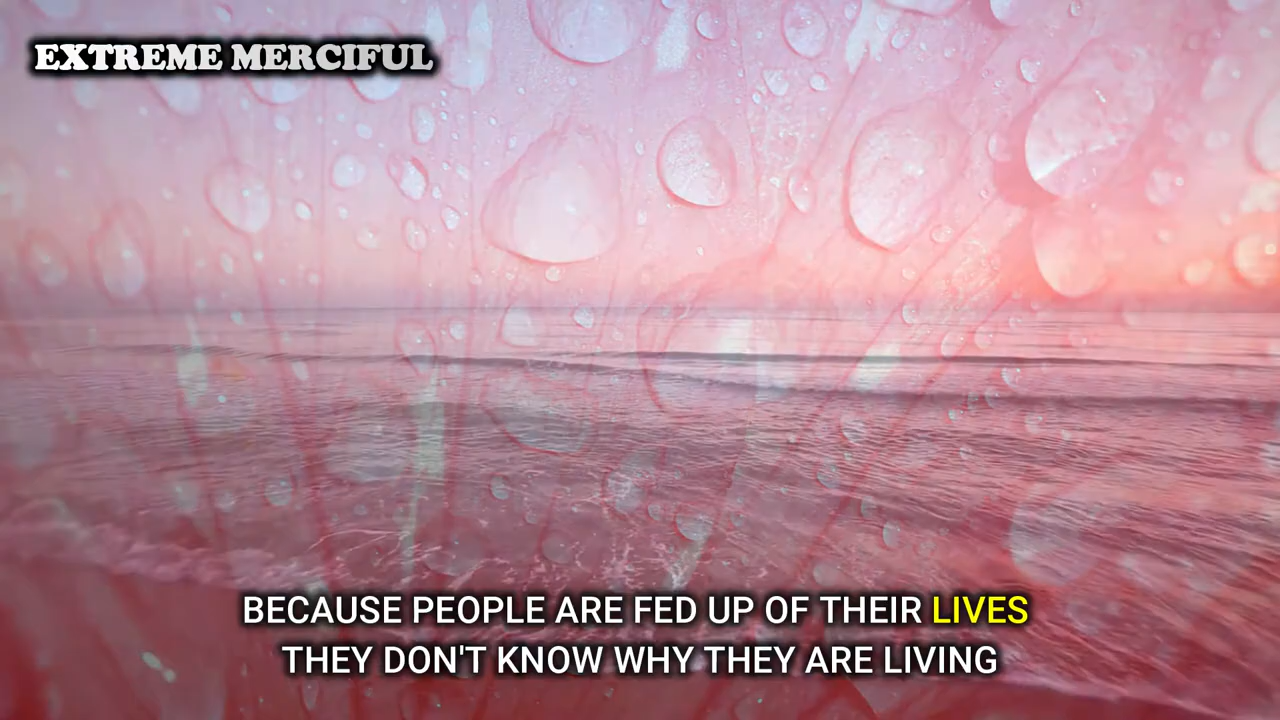 EXTREME MERCIFUL
BECAUSE PEOPLE ARE FED UP OF THEIR LIVES
THEY DON'T KNOW WHY THEY ARE LIVING